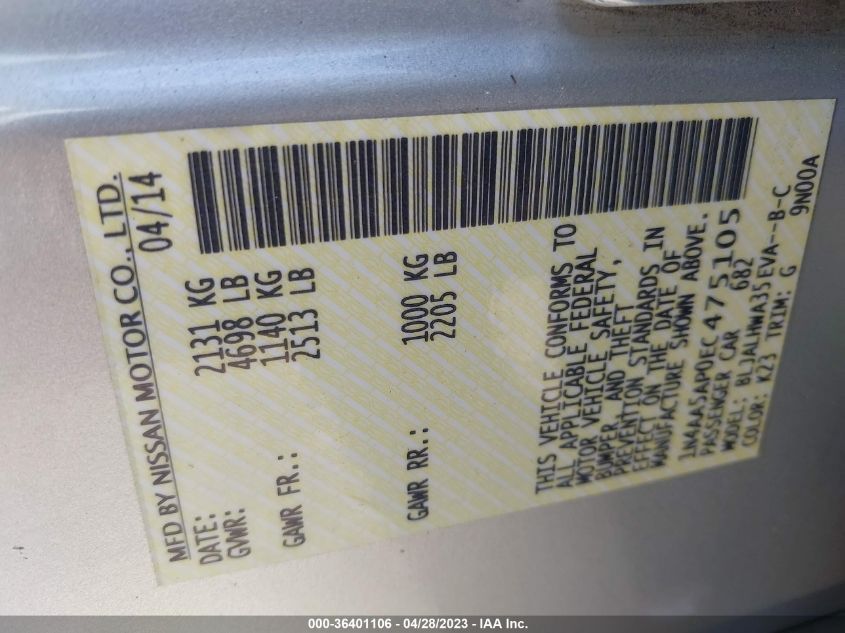 MFD BY NISSAN MOTOR CO., LTD.
DATE: 04/14
GVWR: 2131 KG
4698 LB
GAWR FR.: 1140 KG
2513 LB
GAWR RR.: 1000 KG
2205 LB
THIS VEHICLE CONFORMS TO
ALL APPLICABLE FEDERAL
MOTOR VEHICLE SAFETY,
BUMPER, AND THEFT
PREVENTION STANDARDS IN
EFFECT ON THE DATE OF
MANUFACTURE SHOWN ABOVE.
1N4AA5AP0EC475105
PASSENGER CAR 682
MODEL: BLJALHWA35EVA--B-C
COLOR: K23 TRIM: G 9N00A
000-36401106 - 04/28/2023 - IAA Inc.